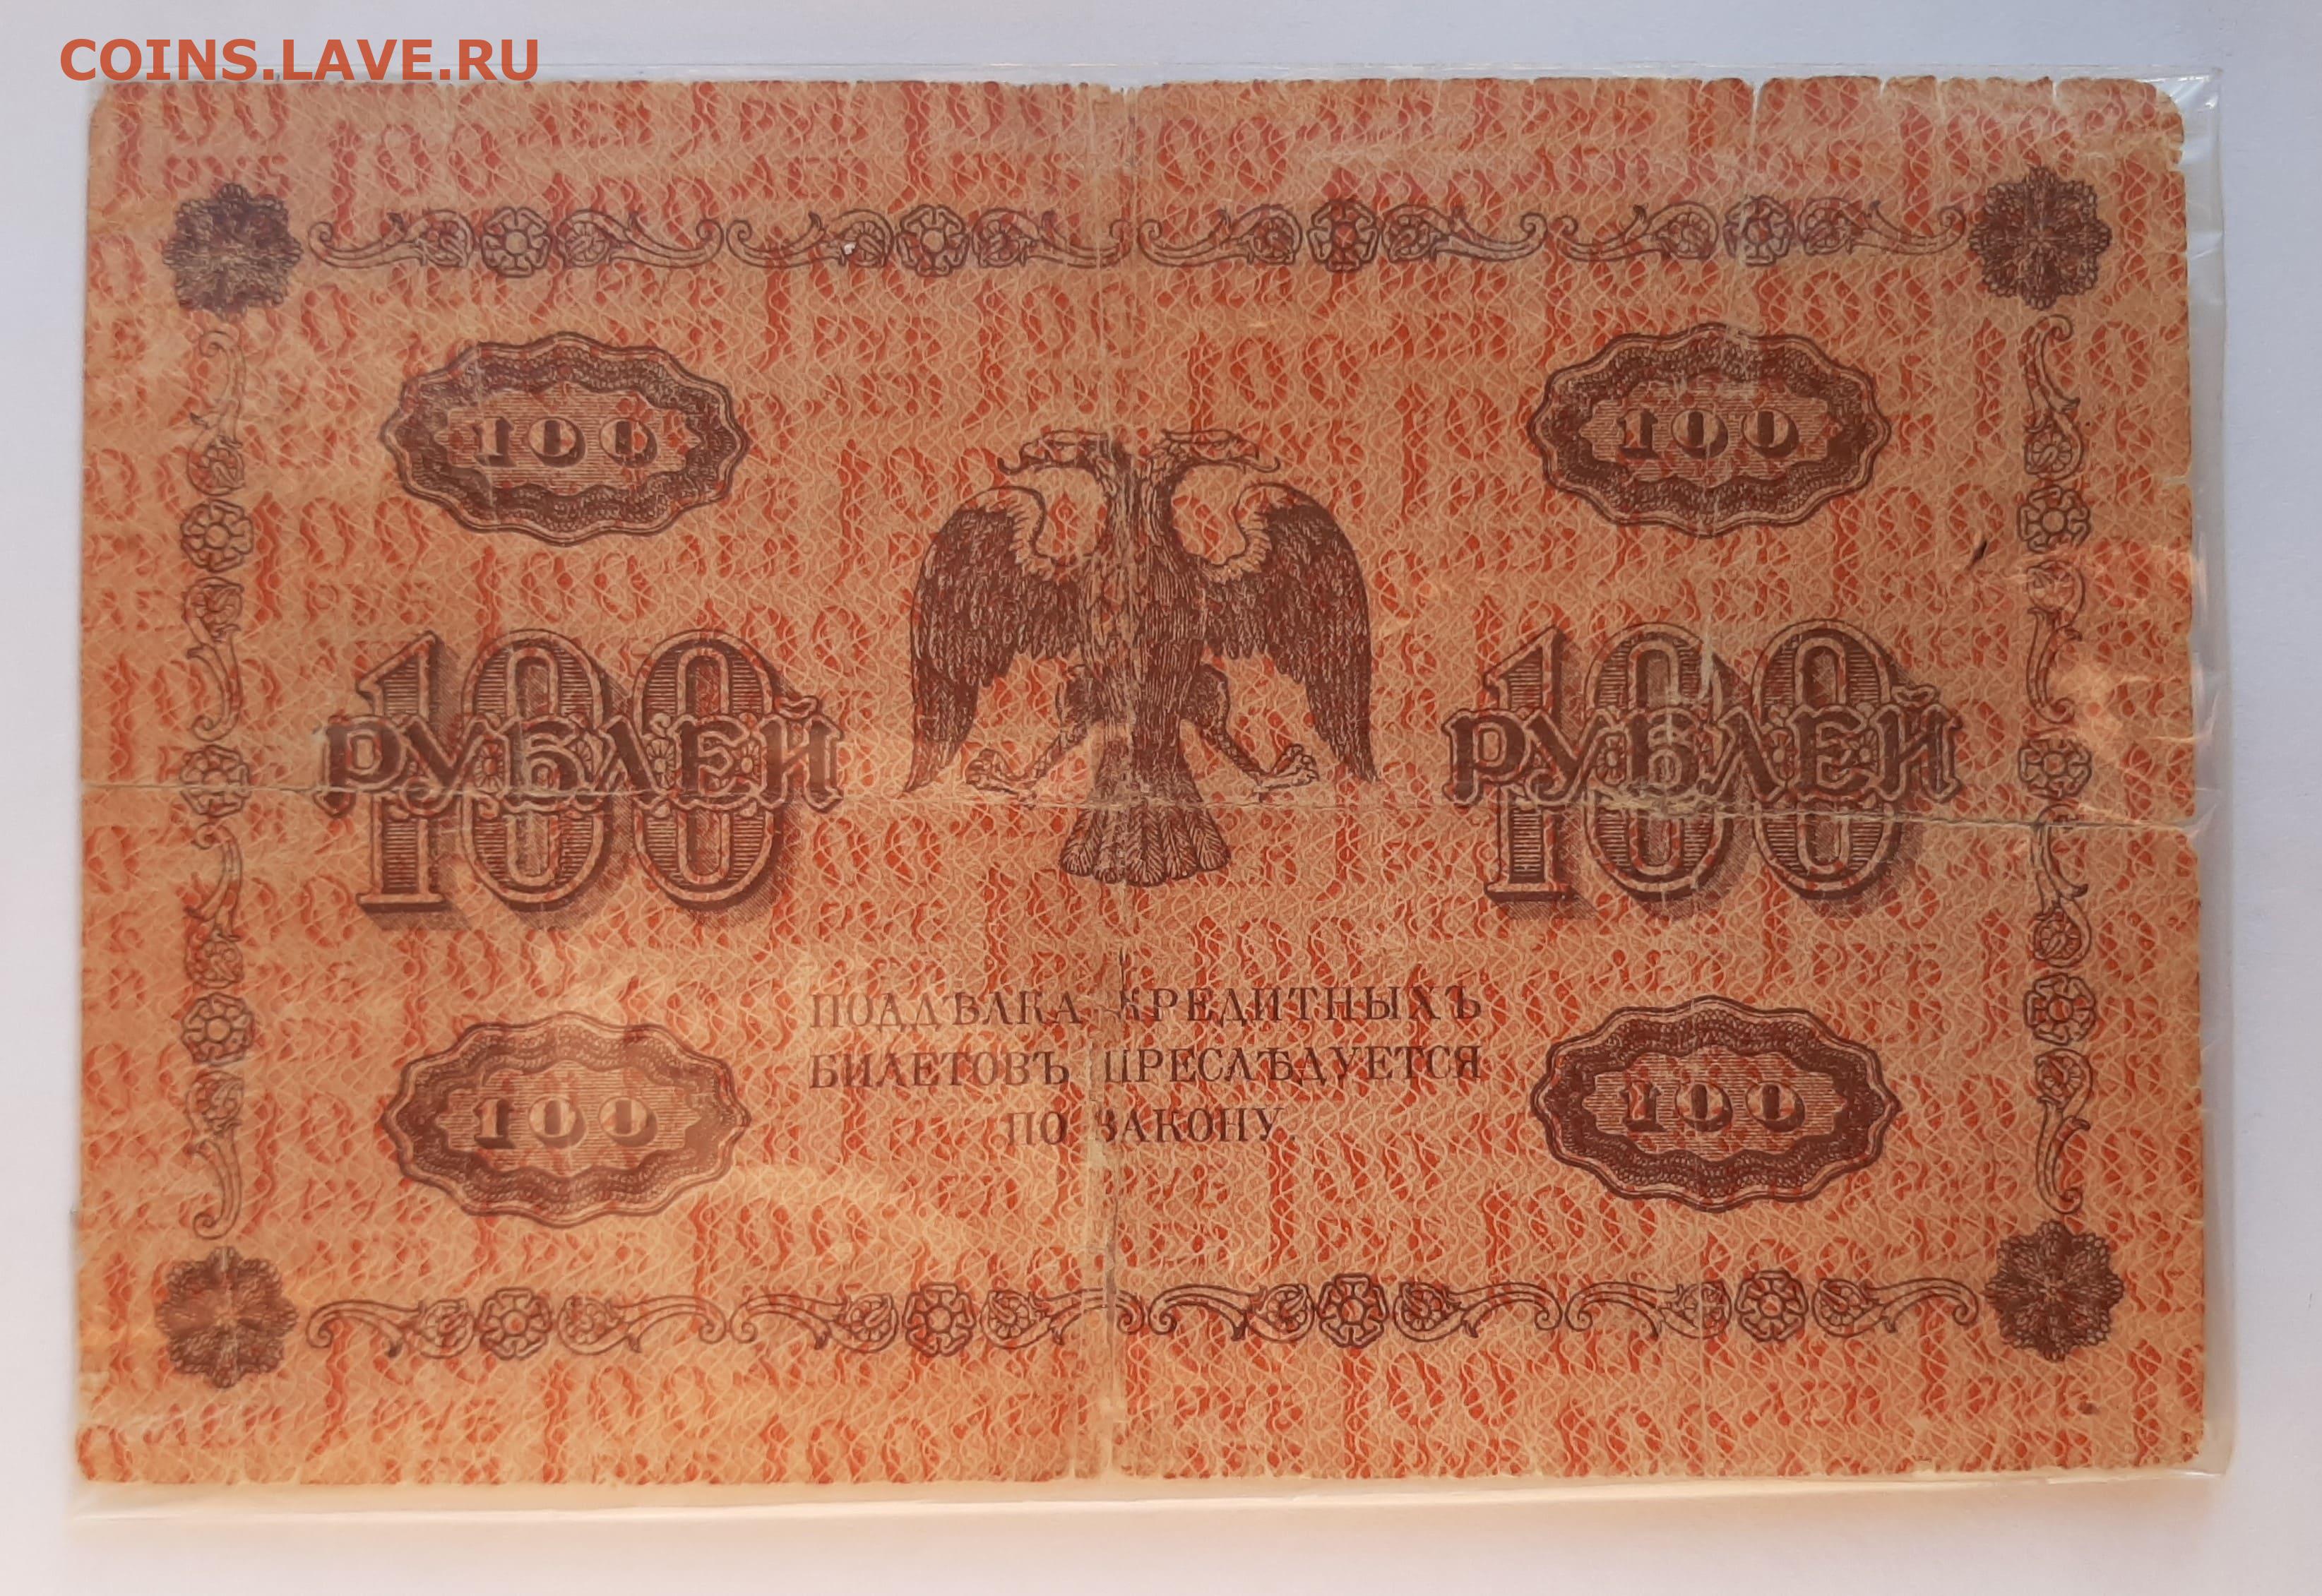 COINS.LAVE.RU
100 100
100 100
РУБЛЕЙ РУБЛЕЙ
ПОДДѢЛКА КРЕДИТНЫХЪ
БИЛЕТОВЪ ПРЕСЛѢДУЕТСЯ
ПО ЗАКОНУ.
100 100